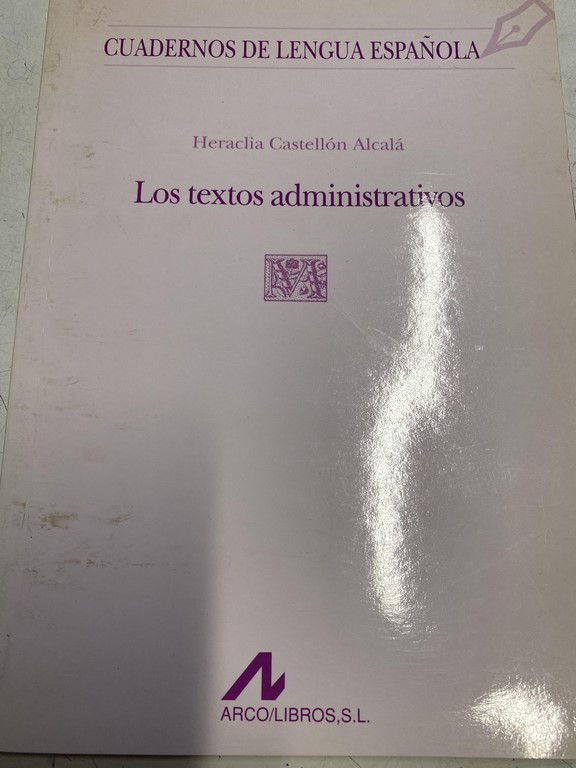 CUADERNOS DE LENGUA ESPAÑOLA
Heraclia Castellón Alcalá
Los textos administrativos
ARCO/LIBROS, S.L.